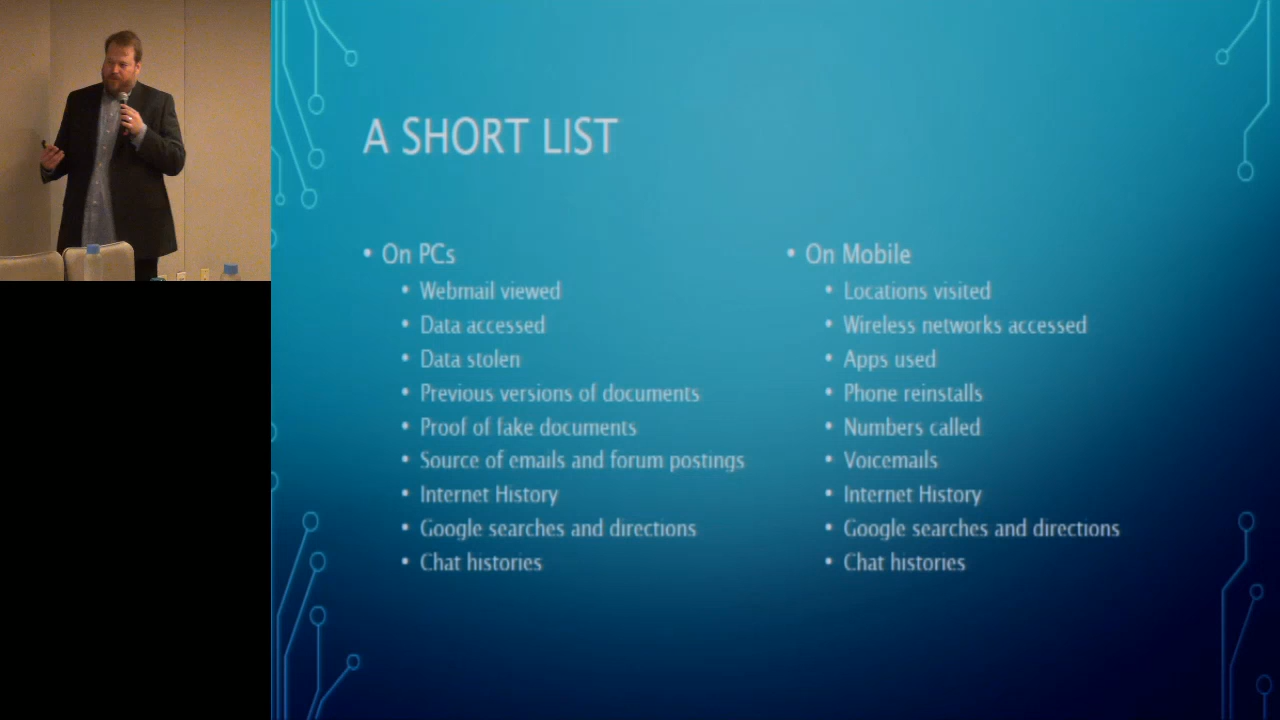 A SHORT LIST
• On PCs
• Webmail viewed
• Data accessed
• Data stolen
• Previous versions of documents
• Proof of fake documents
• Source of emails and forum postings
• Internet History
• Google searches and directions
• Chat histories
• On Mobile
• Locations visited
• Wireless networks accessed
• Apps used
• Phone reinstalls
• Numbers called
• Voicemails
• Internet History
• Google searches and directions
• Chat histories